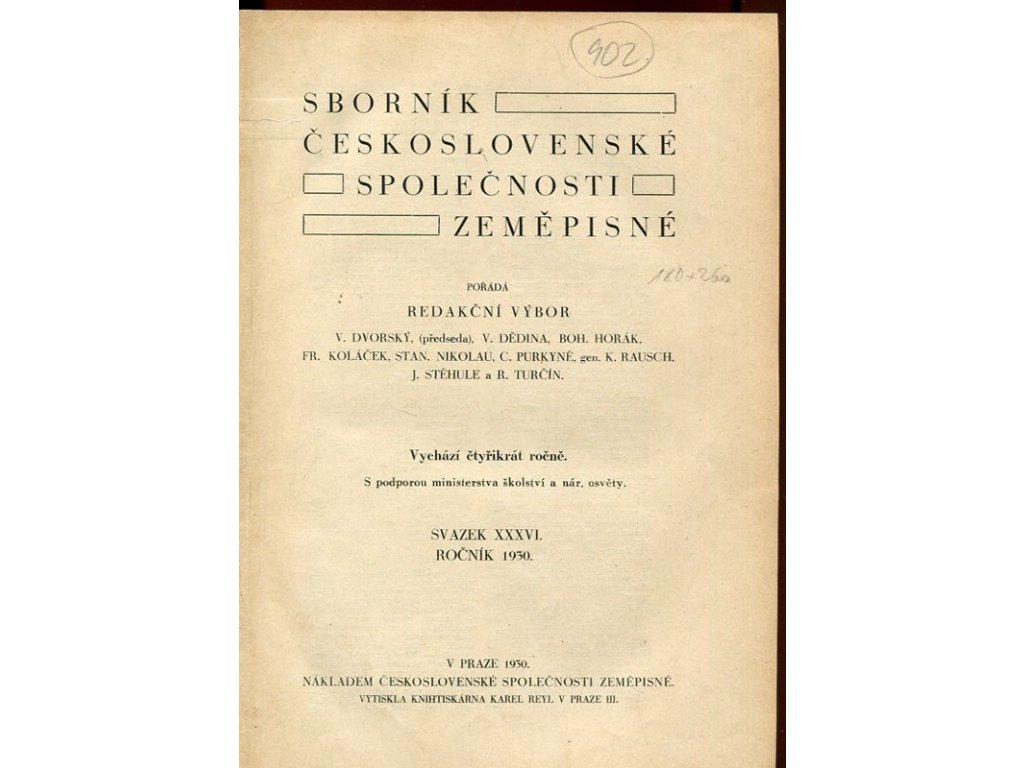 902.
SBORNÍK
ČESKOSLOVENSKÉ
SPOLEČNOSTI
ZEMĚPISNÉ
180+260
POŘÁDÁ
REDAKČNÍ VÝBOR
V. DVORSKÝ, (předseda), V. DĚDINA, BOH. HORÁK,
FR. KOLÁČEK, STAN. NIKOLAU, C. PURKYNĚ, gen. K. RAUSCH,
J. STĚHULE a R. TURČÍN.
Vychází čtyřikrát ročně.
S podporou ministerstva školství a nár. osvěty.
SVAZEK XXXVI.
ROČNÍK 1930.
V PRAZE 1930.
NÁKLADEM ČESKOSLOVENSKÉ SPOLEČNOSTI ZEMĚPISNÉ.
VYTISKLA KNIHTISKÁRNA KAREL REYL V PRAZE III.